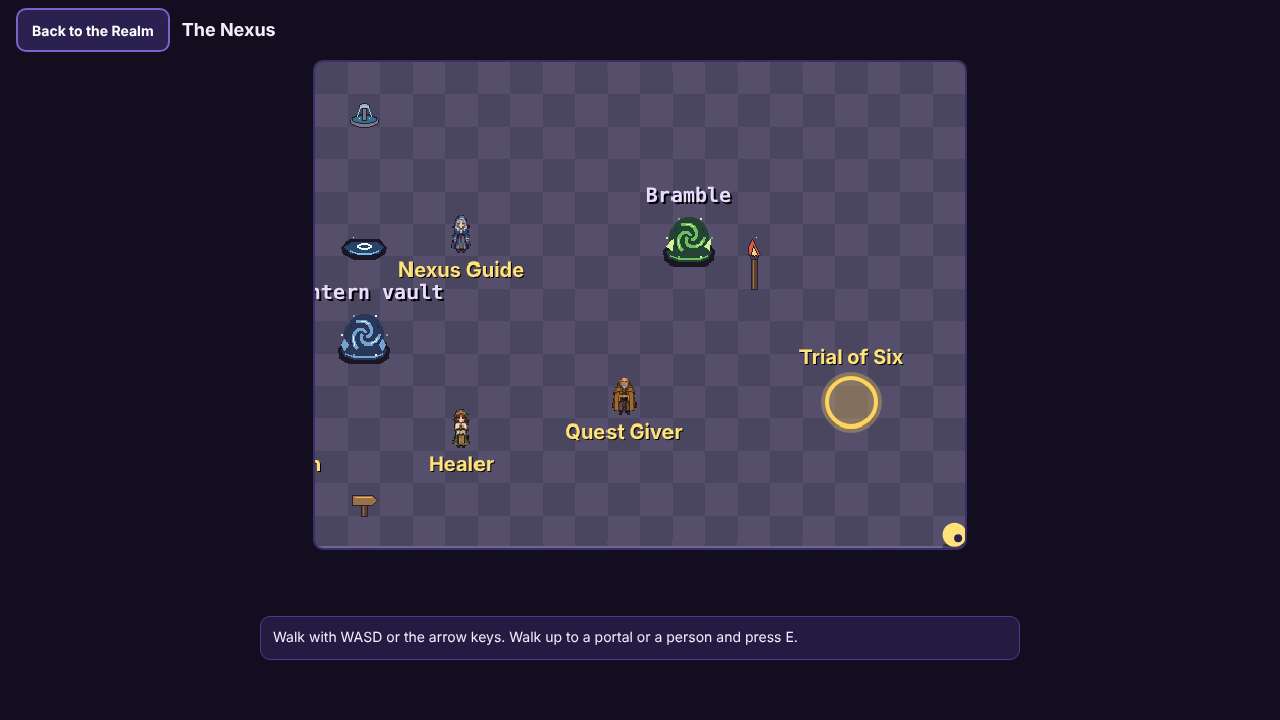 Back to the Realm
The Nexus
Bramble
Nexus Guide
vault
Trial of Six
Quest Giver
Healer
Walk with WASD or the arrow keys. Walk up to a portal or a person and press E.